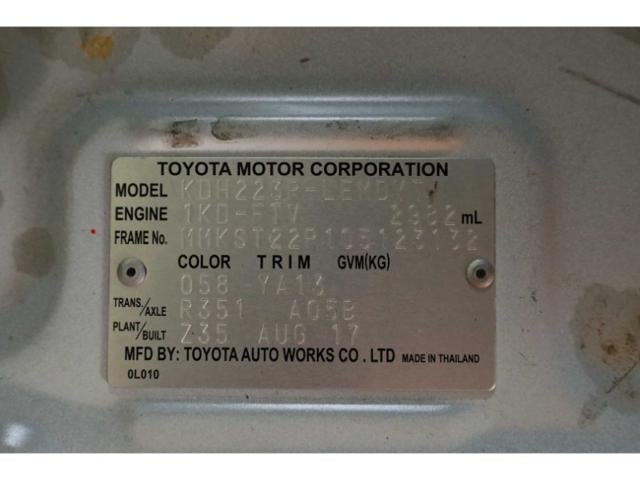 TOYOTA MOTOR CORPORATION
MODEL KDH223R-LEMDYTV
ENGINE 1KD-FTV 2982 mL
FRAME No. MMKST22P105123132
COLOR TRIM GVM(KG)
058 YA13
TRANS./AXLE R351 A05B
PLANT/BUILT Z35 AUG 17
MFD BY: TOYOTA AUTO WORKS CO . LTD MADE IN THAILAND
0L010